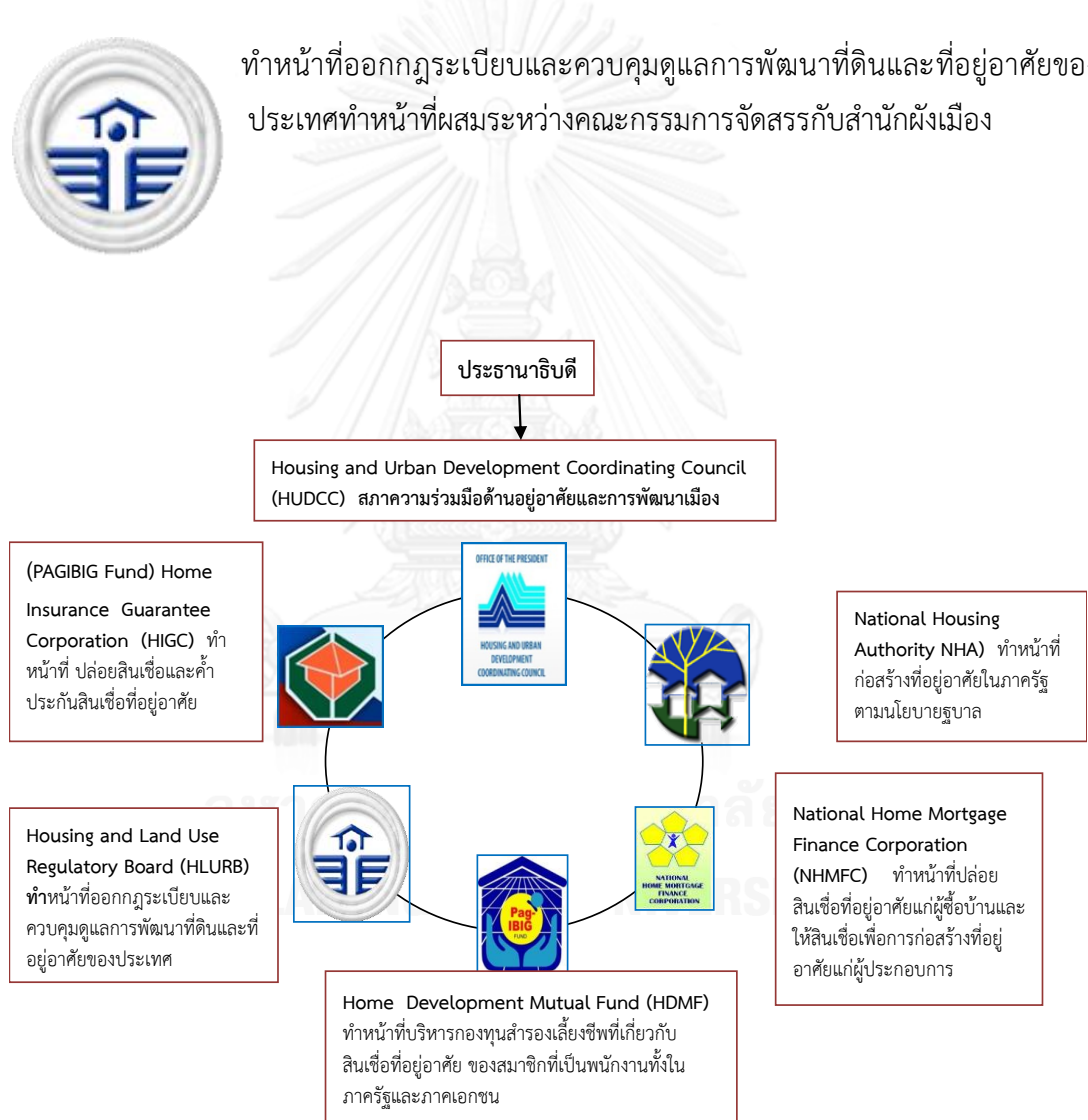 ทำหน้าที่ออกกฎระเบียบและควบคุมดูแลการพัฒนาที่ดินและที่อยู่อาศัยขอ
ประเทศทำหน้าที่ผสมระหว่างคณะกรรมการจัดสรรกับสำนักผังเมือง
ประธานาธิบดี
Housing and Urban Development Coordinating Council
(HUDCC) สภาความร่วมมือด้านอยู่อาศัยและการพัฒนาเมือง
OFFICE OF THE PRESIDENT
HOUSING AND URBAN
DEVELOPMENT
COORDINATING COUNCIL
(PAGIBIG Fund) Home
Insurance Guarantee
Corporation (HIGC) ทำ
หน้าที่ ปล่อยสินเชื่อและค้ำ
ประกันสินเชื่อที่อยู่อาศัย
National Housing
Authority NHA) ทำหน้าที่
ก่อสร้างที่อยู่อาศัยในภาครัฐ
ตามนโยบายฐบาล
Housing and Land Use
Regulatory Board (HLURB)
ทำหน้าที่ออกกฎระเบียบและ
ควบคุมดูแลการพัฒนาที่ดินและที่
อยู่อาศัยของประเทศ
NATIONAL
HOME MORTGAGE
FINANCE
CORPORATION
National Home Mortgage
Finance Corporation
(NHMFC) ทำหน้าที่ปล่อย
สินเชื่อที่อยู่อาศัยแก่ผู้ซื้อบ้านและ
ให้สินเชื่อเพื่อการก่อสร้างที่อยู่
อาศัยแก่ผู้ประกอบการ
Pag-
IBIG
FUND
Home Development Mutual Fund (HDMF)
ทำหน้าที่บริหารกองทุนสำรองเลี้ยงชีพที่เกี่ยวกับ
สินเชื่อที่อยู่อาศัย ของสมาชิกที่เป็นพนักงานทั้งใน
ภาครัฐและภาคเอกชน